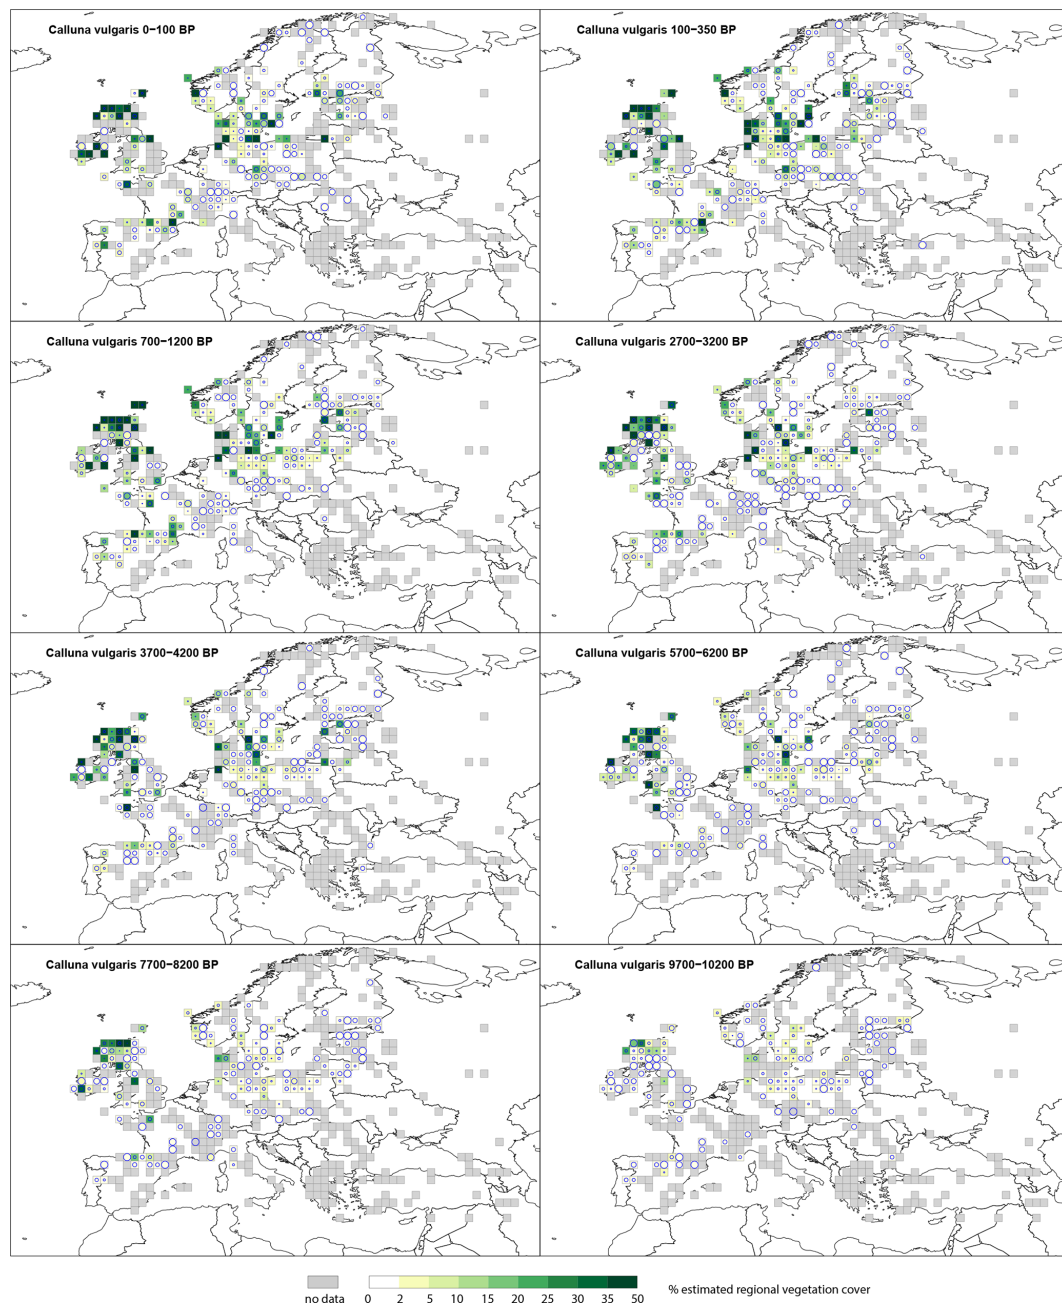 Calluna vulgaris 0−100 BP
Calluna vulgaris 100−350 BP
Calluna vulgaris 700−1200 BP
Calluna vulgaris 2700−3200 BP
Calluna vulgaris 3700−4200 BP
Calluna vulgaris 5700−6200 BP
Calluna vulgaris 7700−8200 BP
Calluna vulgaris 9700−10200 BP
no data 0 2 5 10 15 20 25 30 35 50 % estimated regional vegetation cover